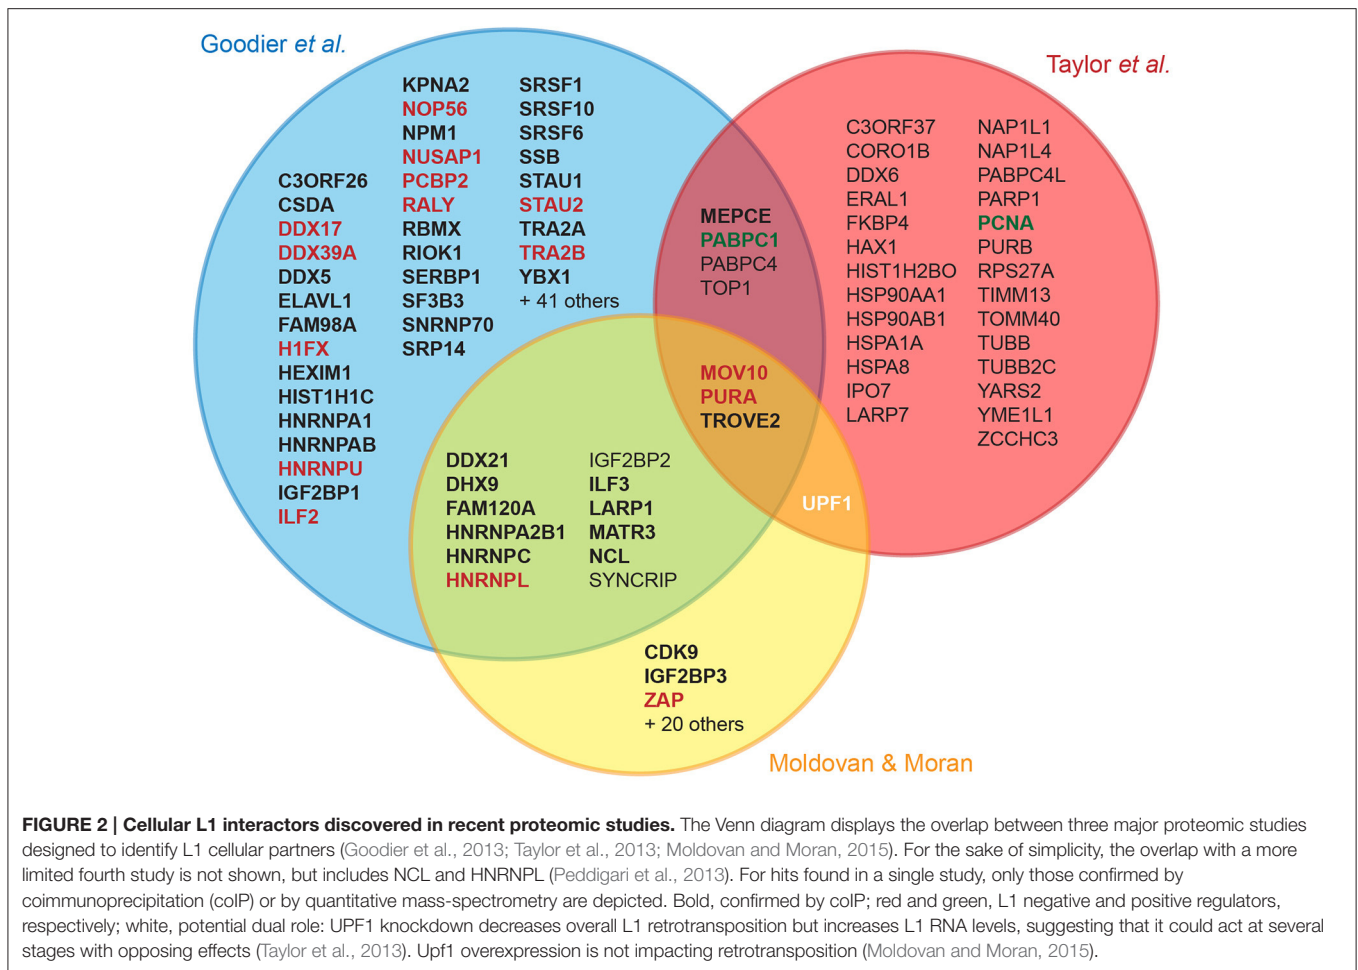 Goodier et al.
Taylor et al.
KPNA2
NOP56
NPM1
NUSAP1
PCBP2
RALY
RBMX
RIOK1
SERBP1
SF3B3
SNRNP70
SRP14
SRSF1
SRSF10
SRSF6
SSB
STAU1
STAU2
TRA2A
TRA2B
YBX1
+ 41 others
C3ORF26
CSDA
DDX17
DDX39A
DDX5
ELAVL1
FAM98A
H1FX
HEXIM1
HIST1H1C
HNRNPA1
HNRNPAB
HNRNPU
IGF2BP1
ILF2
MEPCE
PABPC1
PABPC4
TOP1
C3ORF37
CORO1B
DDX6
ERAL1
FKBP4
HAX1
HIST1H2BO
HSP90AA1
HSP90AB1
HSPA1A
HSPA8
IPO7
LARP7
NAP1L1
NAP1L4
PABPC4L
PARP1
PCNA
PURB
RPS27A
TIMM13
TOMM40
TUBB
TUBB2C
YARS2
YME1L1
ZCCHC3
MOV10
PURA
TROVE2
UPF1
DDX21
DHX9
FAM120A
HNRNPA2B1
HNRNPC
HNRNPL
IGF2BP2
ILF3
LARP1
MATR3
NCL
SYNCRIP
CDK9
IGF2BP3
ZAP
+ 20 others
Moldovan & Moran
FIGURE 2 | Cellular L1 interactors discovered in recent proteomic studies. The Venn diagram displays the overlap between three major proteomic studies
designed to identify L1 cellular partners (Goodier et al., 2013; Taylor et al., 2013; Moldovan and Moran, 2015). For the sake of simplicity, the overlap with a more
limited fourth study is not shown, but includes NCL and HNRNPL (Peddigari et al., 2013). For hits found in a single study, only those confirmed by
coimmunoprecipitation (coIP) or by quantitative mass-spectrometry are depicted. Bold, confirmed by coIP; red and green, L1 negative and positive regulators,
respectively; white, potential dual role: UPF1 knockdown decreases overall L1 retrotransposition but increases L1 RNA levels, suggesting that it could act at several
stages with opposing effects (Taylor et al., 2013). Upf1 overexpression is not impacting retrotransposition (Moldovan and Moran, 2015).